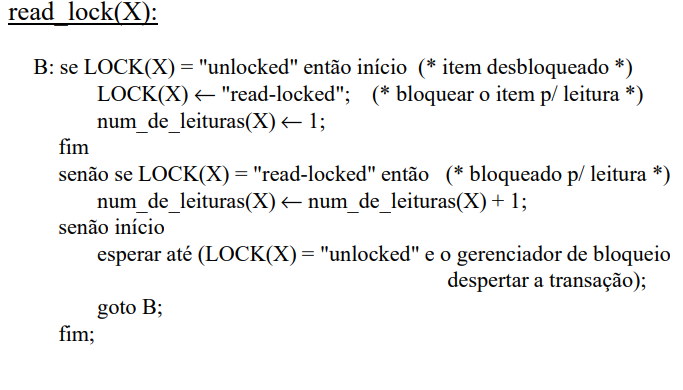 read_lock(X):
B: se LOCK(X) = "unlocked" então início (* item desbloqueado *)
LOCK(X) ← "read-locked"; (* bloquear o item p/ leitura *)
num_de_leituras(X) ← 1;
fim
senão se LOCK(X) = "read-locked" então (* bloqueado p/ leitura *)
num_de_leituras(X) ← num_de_leituras(X) + 1;
senão início
esperar até (LOCK(X) = "unlocked" e o gerenciador de bloqueio
despertar a transação);
goto B;
fim;